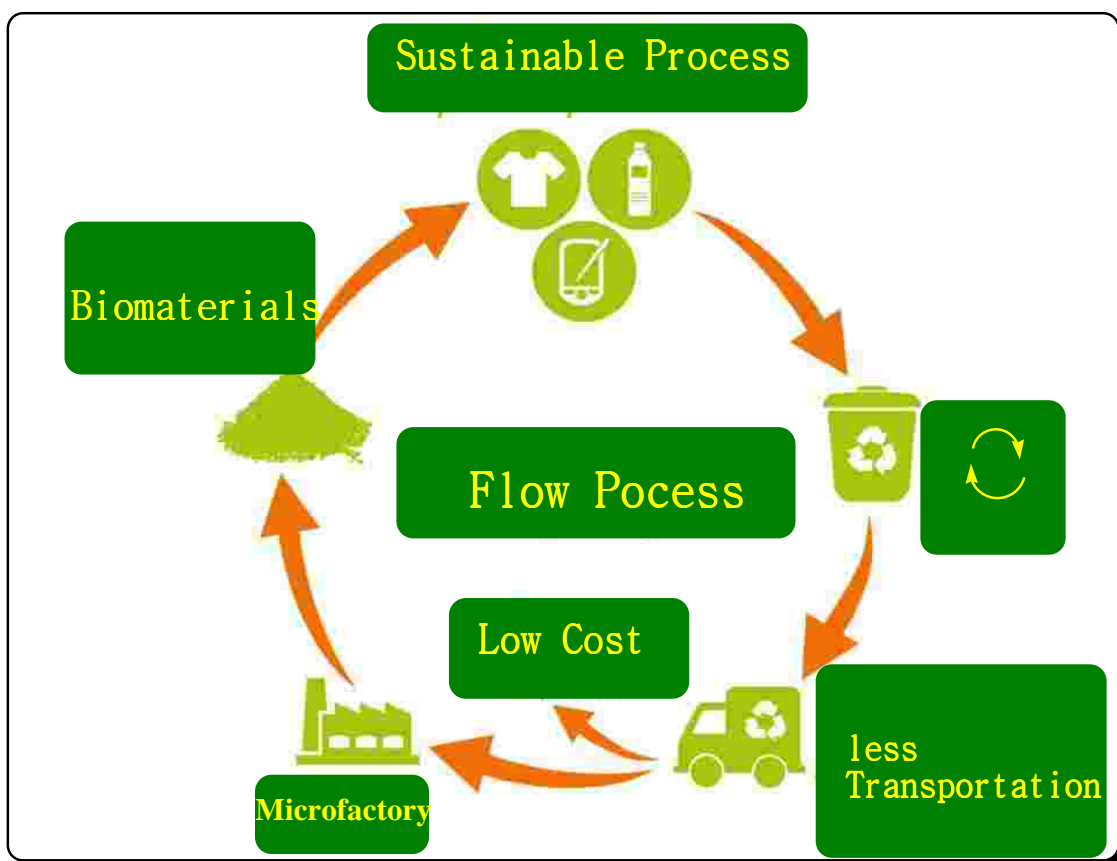 Sustainable Process
Biomaterials
Flow Pocess
Low Cost
less
Transportation
Microfactory